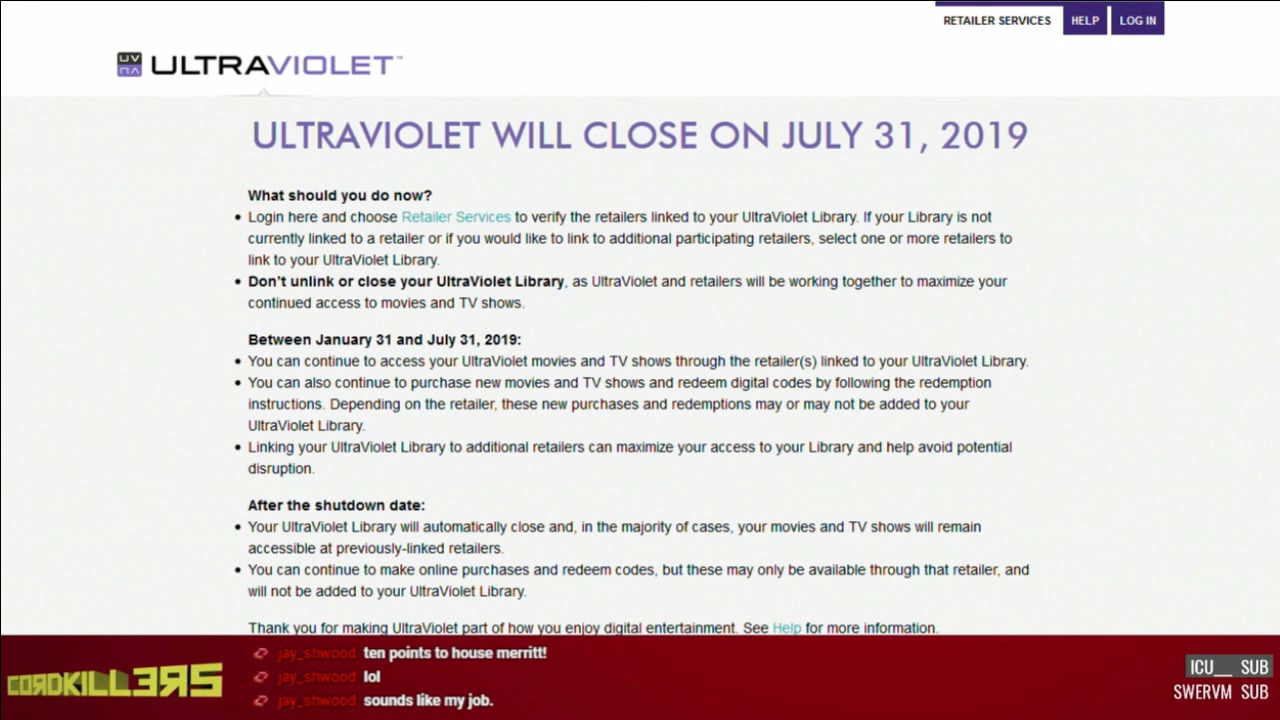 RETAILER SERVICES HELP LOG IN
UV ULTRAVIOLET™
ULTRAVIOLET WILL CLOSE ON JULY 31, 2019
What should you do now?
• Login here and choose Retailer Services to verify the retailers linked to your UltraViolet Library. If your Library is not
currently linked to a retailer or if you would like to link to additional participating retailers, select one or more retailers to
link to your UltraViolet Library.
• Don't unlink or close your UltraViolet Library, as UltraViolet and retailers will be working together to maximize your
continued access to movies and TV shows.
Between January 31 and July 31, 2019:
• You can continue to access your UltraViolet movies and TV shows through the retailer(s) linked to your UltraViolet Library.
• You can also continue to purchase new movies and TV shows and redeem digital codes by following the redemption
instructions. Depending on the retailer, these new purchases and redemptions may or may not be added to your
UltraViolet Library.
• Linking your UltraViolet Library to additional retailers can maximize your access to your Library and help avoid potential
disruption.
After the shutdown date:
• Your UltraViolet Library will automatically close and, in the majority of cases, your movies and TV shows will remain
accessible at previously-linked retailers.
• You can continue to make online purchases and redeem codes, but these may only be available through that retailer, and
will not be added to your UltraViolet Library.
Thank you for making UltraViolet part of how you enjoy digital entertainment. See Help for more information.
CORDKILL3RS
jay_shwood ten points to house merritt!
jay_shwood lol
jay_shwood sounds like my job.
ICU__ SUB
SWERVM SUB